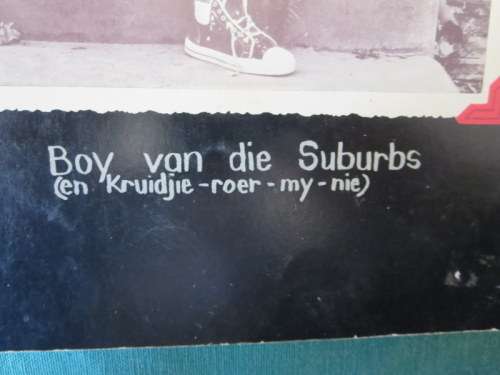 Boy van die Suburbs
(en Kruidjie-roer-my-nie)